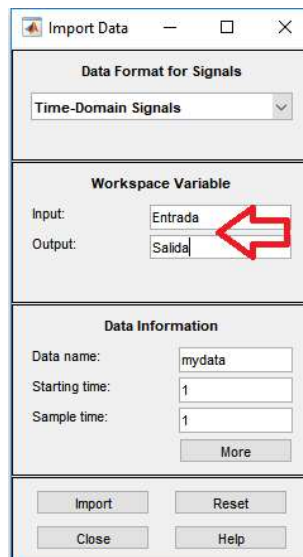 Import Data
Data Format for Signals
Time-Domain Signals
Workspace Variable
Input: Entrada
Output: Salida
Data Information
Data name: mydata
Starting time: 1
Sample time: 1
More
Import Reset
Close Help